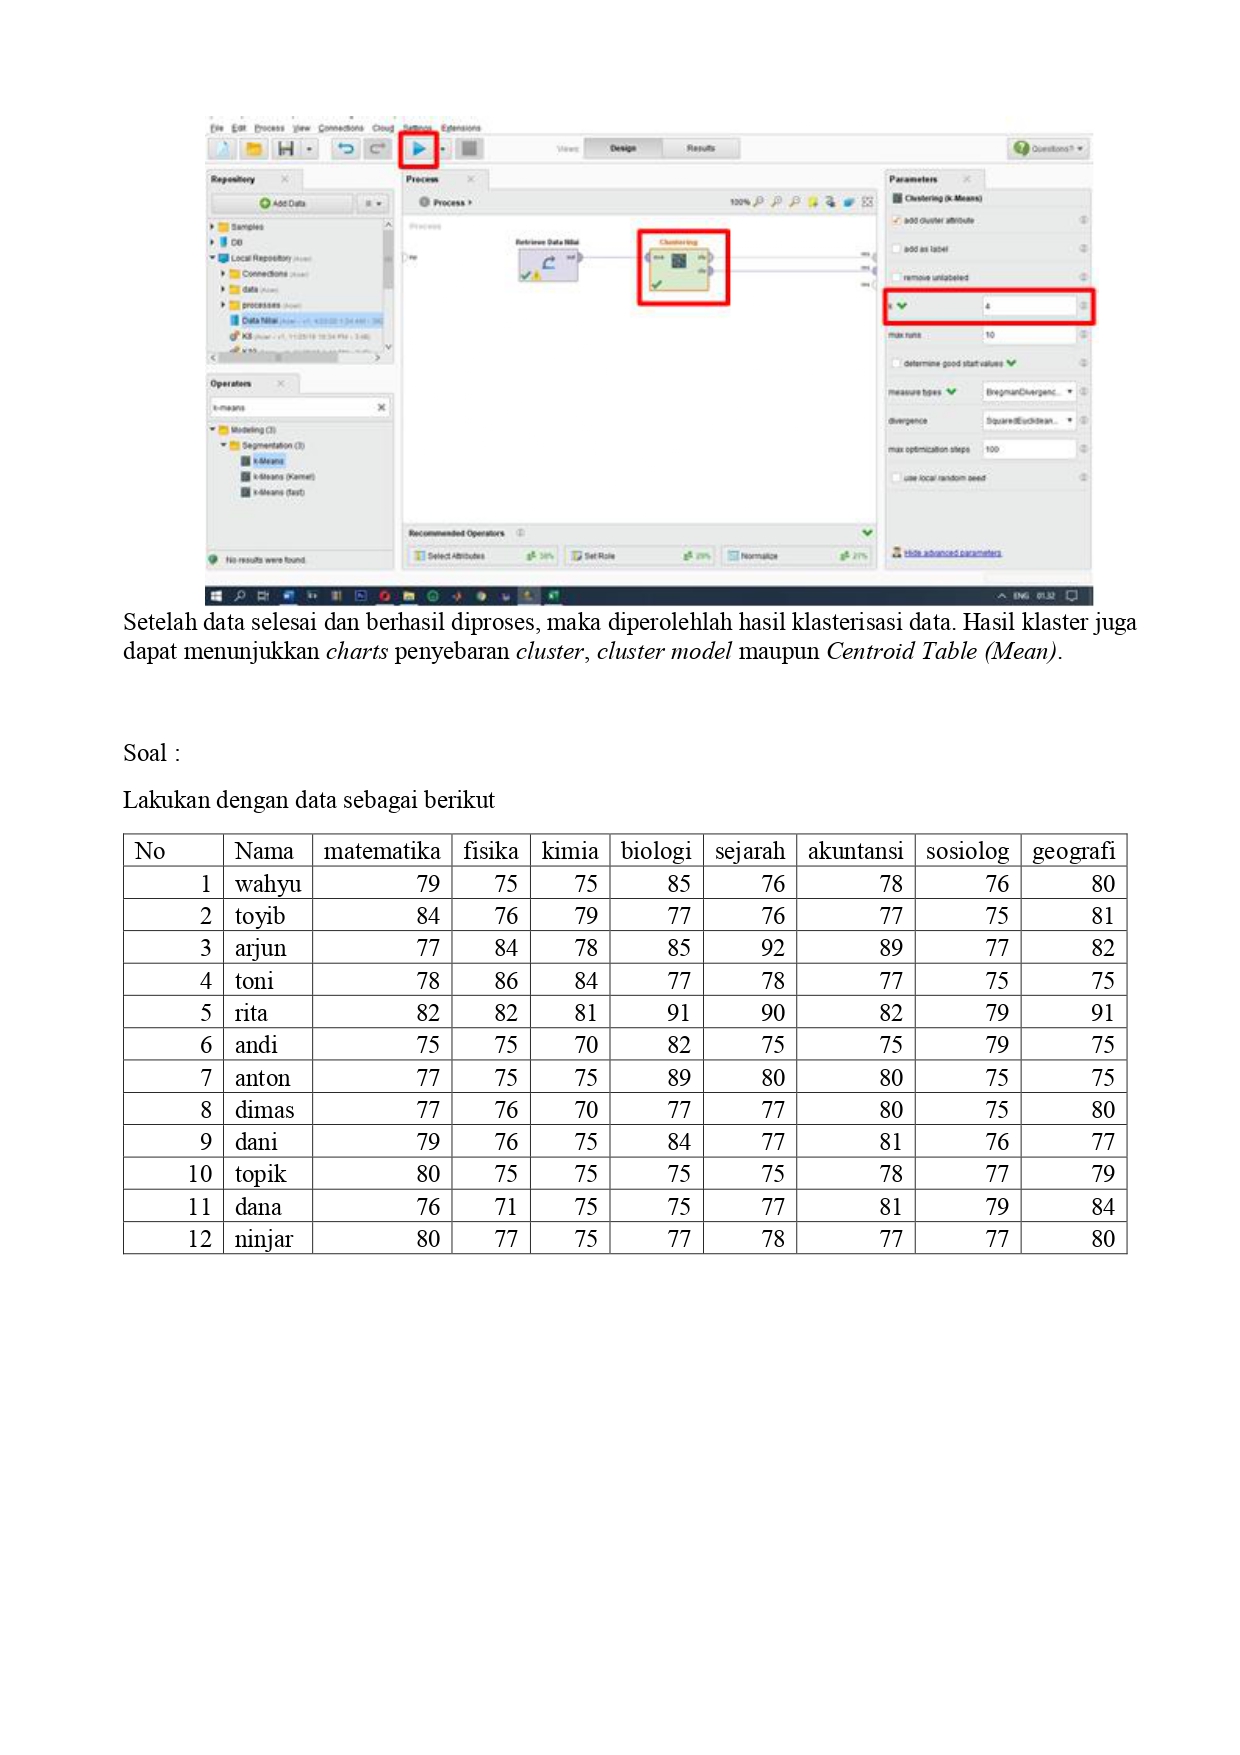 File Edit Process View Connections Cloud Settings Extensions
Views Design Results Questions?
Repository
Add Data
Samples
DB
Local Repository
Connections
data
processes
Data Nilai
K8
Operators
k-means
Modeling (3)
Segmentation (3)
k-Means
k-Means (Kernel)
k-Means (fast)
No results were found.
Process
Process
100%
Process
Retrieve Data Nilai
Clustering
Recommended Operators
Select Attributes
Set Role
Normalize
Parameters
Clustering (k-Means)
add cluster attribute
add as label
remove unlabeled
k 4
max runs 10
determine good start values
measure types BregmanDivergenc...
divergence SquaredEuclidean...
max optimization steps 100
use local random seed
Hide advanced parameters
ENG 01.32
Setelah data selesai dan berhasil diproses, maka diperolehlah hasil klasterisasi data. Hasil klaster juga
dapat menunjukkan charts penyebaran cluster, cluster model maupun Centroid Table (Mean).
Soal :
Lakukan dengan data sebagai berikut
No Nama matematika fisika kimia biologi sejarah akuntansi sosiolog geografi
1 wahyu 79 75 75 85 76 78 76 80
2 toyib 84 76 79 77 76 77 75 81
3 arjun 77 84 78 85 92 89 77 82
4 toni 78 86 84 77 78 77 75 75
5 rita 82 82 81 91 90 82 79 91
6 andi 75 75 70 82 75 75 79 75
7 anton 77 75 75 89 80 80 75 75
8 dimas 77 76 70 77 77 80 75 80
9 dani 79 76 75 84 77 81 76 77
10 topik 80 75 75 75 75 78 77 79
11 dana 76 71 75 75 77 81 79 84
12 ninjar 80 77 75 77 78 77 77 80